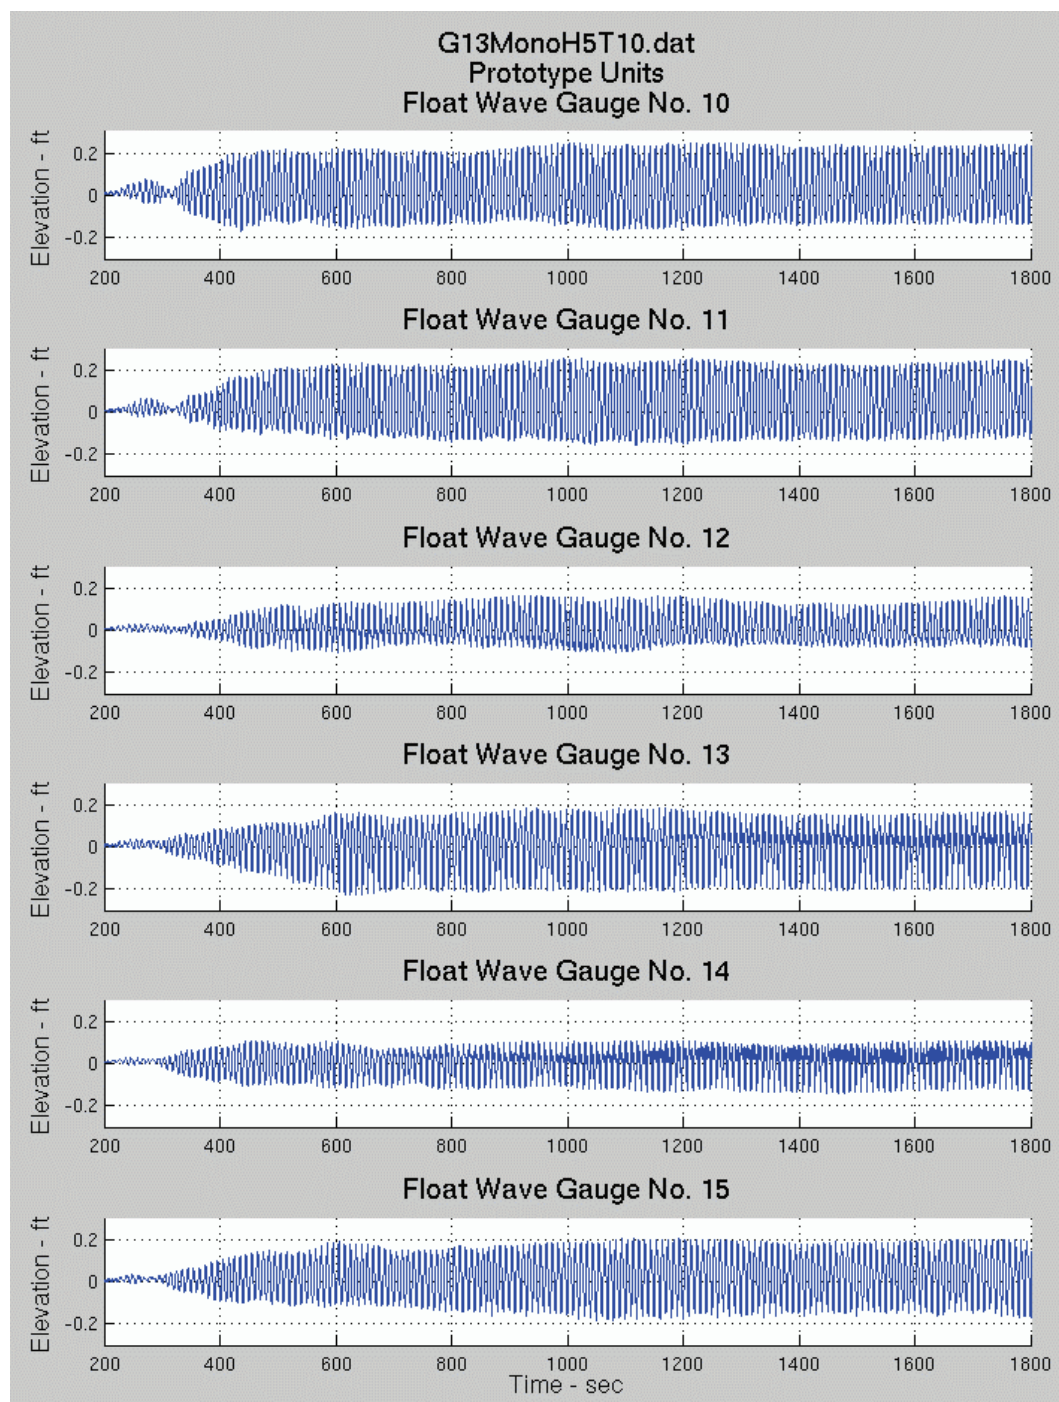 G13MonoH5T10.dat
Prototype Units
Float Wave Gauge No. 10
Elevation - ft
0.2
0
-0.2
200 400 600 800 1000 1200 1400 1600 1800
Float Wave Gauge No. 11
Elevation - ft
0.2
0
-0.2
200 400 600 800 1000 1200 1400 1600 1800
Float Wave Gauge No. 12
Elevation - ft
0.2
0
-0.2
200 400 600 800 1000 1200 1400 1600 1800
Float Wave Gauge No. 13
Elevation - ft
0.2
0
-0.2
200 400 600 800 1000 1200 1400 1600 1800
Float Wave Gauge No. 14
Elevation - ft
0.2
0
-0.2
200 400 600 800 1000 1200 1400 1600 1800
Float Wave Gauge No. 15
Elevation - ft
0.2
0
-0.2
200 400 600 800 1000 1200 1400 1600 1800
Time - sec